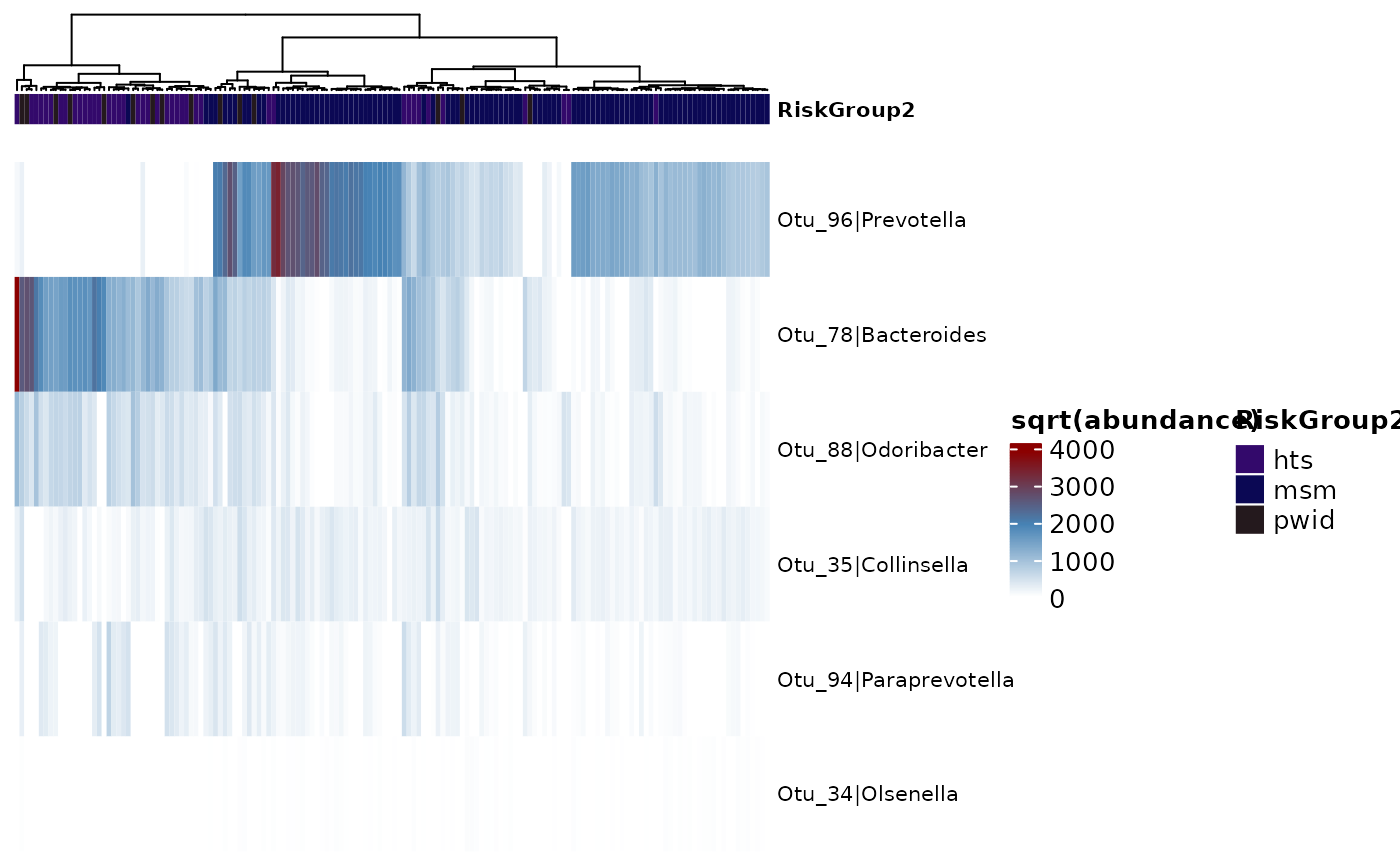 RiskGroup2
Otu_96|Prevotella
Otu_78|Bacteroides
Otu_88|Odoribacter
Otu_35|Collinsella
Otu_94|Paraprevotella
Otu_34|Olsenella
sqrt(abundance)
4000
3000
2000
1000
0
RiskGroup2
hts
msm
pwid